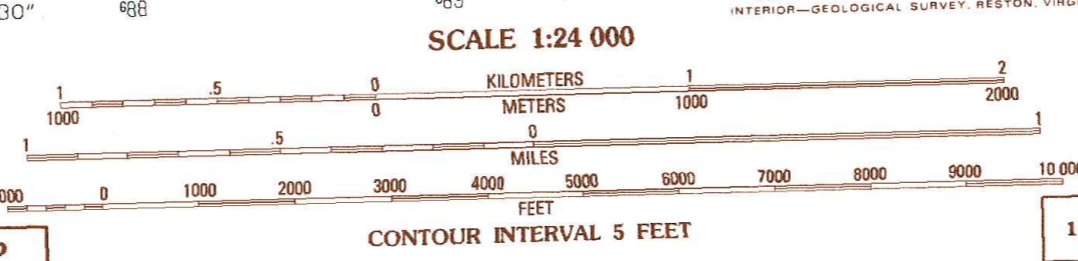 30" ⁶88 ⁶89 INTERIOR—GEOLOGICAL SURVEY, RESTON, VIRG
SCALE 1:24 000
1 .5 0 KILOMETERS 1 2
1000 0 METERS 1000 2000
1 .5 0 1
MILES
000 0 1000 2000 3000 4000 5000 6000 7000 8000 9000 10 000
FEET
CONTOUR INTERVAL 5 FEET
1